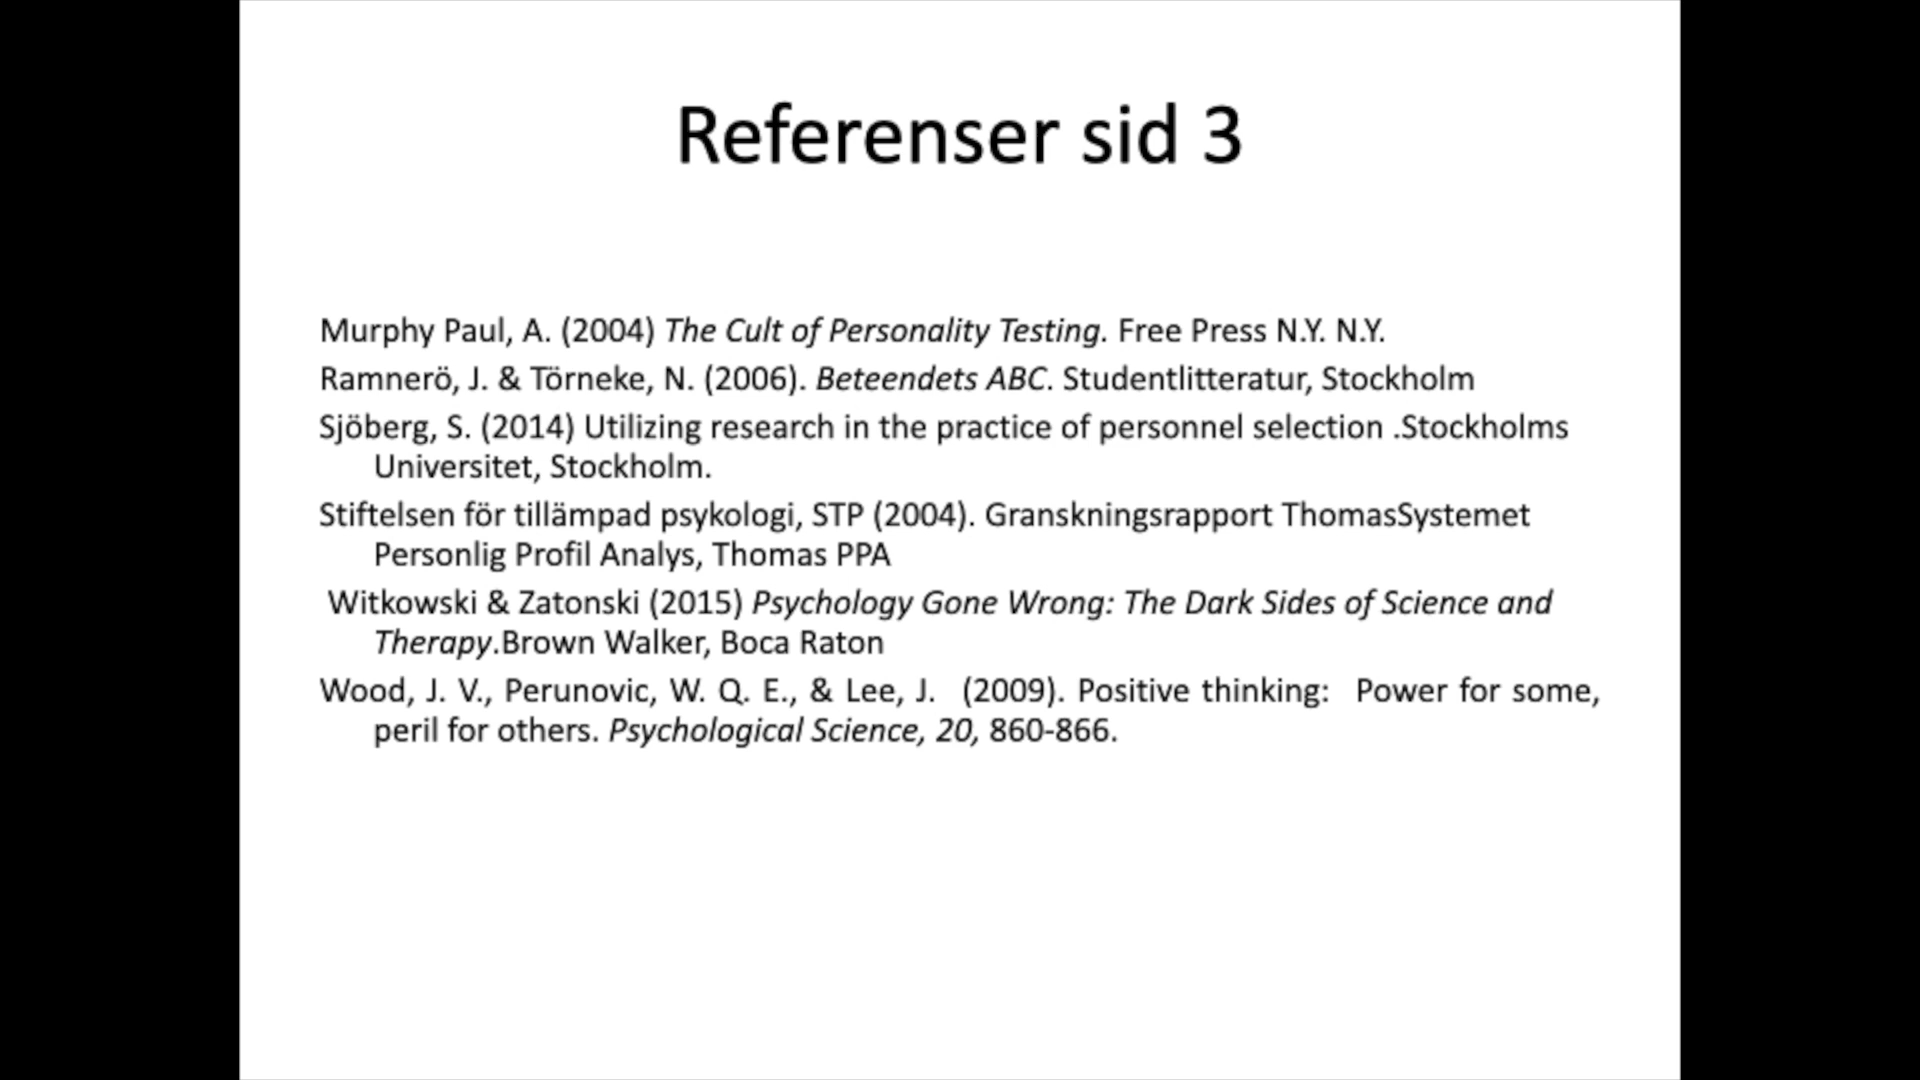 Referenser sid 3
Murphy Paul, A. (2004) The Cult of Personality Testing. Free Press N.Y. N.Y.
Ramnerö, J. & Törneke, N. (2006). Beteendets ABC. Studentlitteratur, Stockholm
Sjöberg, S. (2014) Utilizing research in the practice of personnel selection .Stockholms
Universitet, Stockholm.
Stiftelsen för tillämpad psykologi, STP (2004). Granskningsrapport ThomasSystemet
Personlig Profil Analys, Thomas PPA
Witkowski & Zatonski (2015) Psychology Gone Wrong: The Dark Sides of Science and
Therapy.Brown Walker, Boca Raton
Wood, J. V., Perunovic, W. Q. E., & Lee, J.  (2009). Positive thinking:  Power for some,
peril for others. Psychological Science, 20, 860-866.